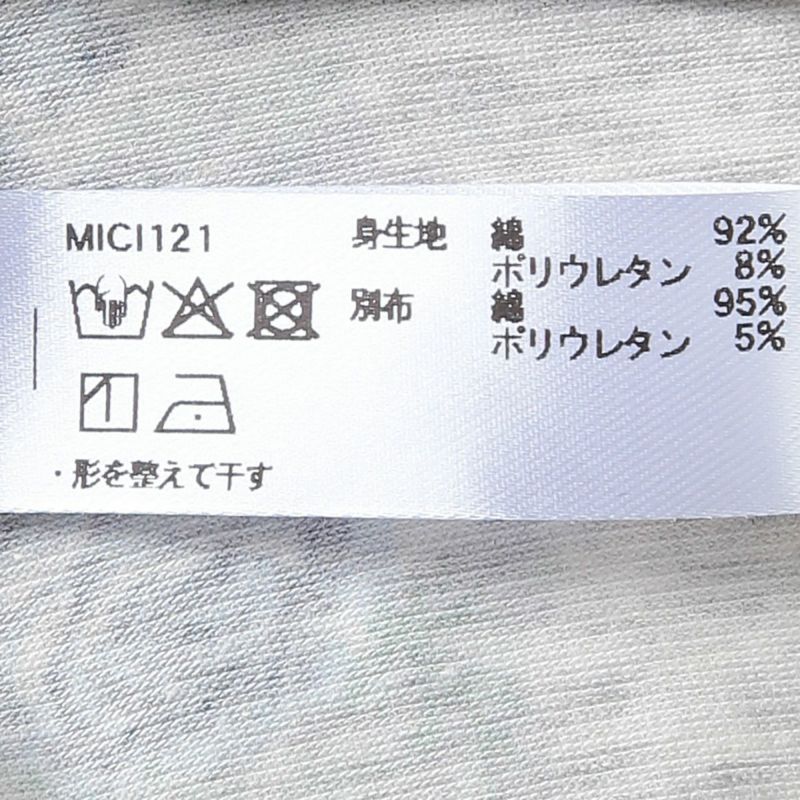 MICI121
身生地 綿 92%
ポリウレタン 8%
別布 綿 95%
ポリウレタン 5%
・形を整えて干す